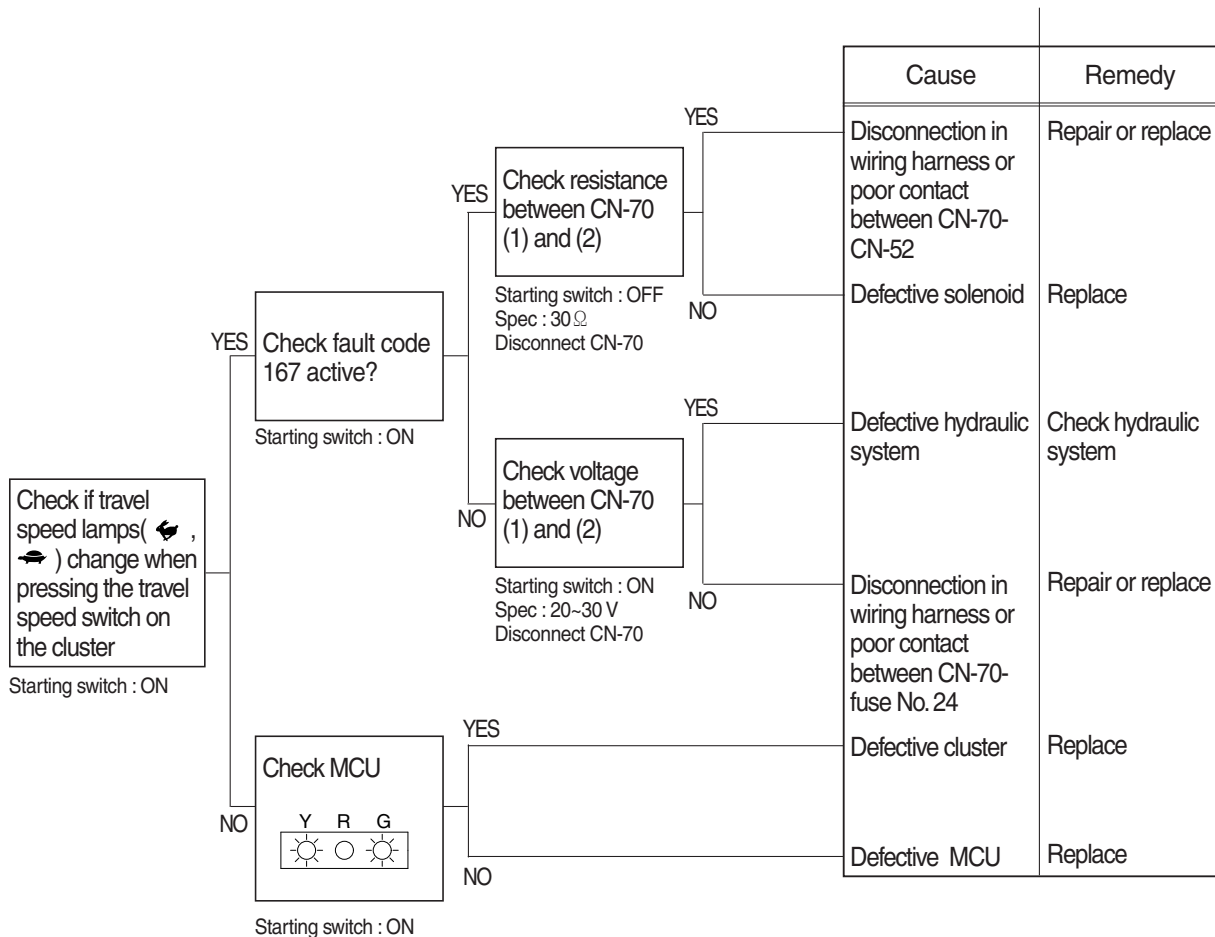 Cause
Remedy
YES
Disconnection in
wiring harness or
poor contact
between CN-70-
CN-52
Repair or replace
YES
Check resistance
between CN-70
(1) and (2)
Starting switch : OFF
Spec : 30Ω
Disconnect CN-70
NO
Defective solenoid
Replace
YES
Check fault code
167 active?
Starting switch : ON
YES
Defective hydraulic
system
Check hydraulic
system
NO
Check voltage
between CN-70
(1) and (2)
Starting switch : ON
Spec : 20~30 V
Disconnect CN-70
NO
Disconnection in
wiring harness or
poor contact
between CN-70-
fuse No. 24
Repair or replace
Check if travel
speed lamps( ,
) change when
pressing the travel
speed switch on
the cluster
Starting switch : ON
NO
Check MCU
Y R G
Starting switch : ON
YES
Defective cluster
Replace
NO
Defective MCU
Replace